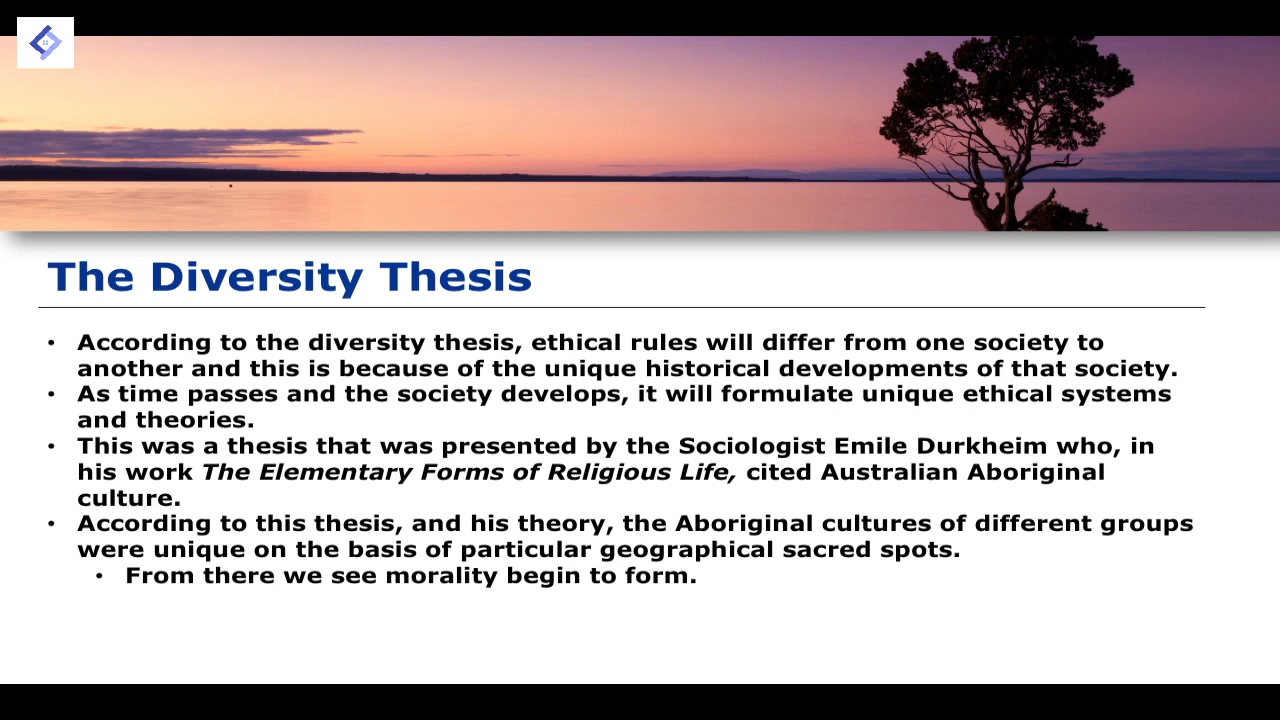 The Diversity Thesis
• According to the diversity thesis, ethical rules will differ from one society to
another and this is because of the unique historical developments of that society.
• As time passes and the society develops, it will formulate unique ethical systems
and theories.
• This was a thesis that was presented by the Sociologist Emile Durkheim who, in
his work The Elementary Forms of Religious Life, cited Australian Aboriginal
culture.
• According to this thesis, and his theory, the Aboriginal cultures of different groups
were unique on the basis of particular geographical sacred spots.
• From there we see morality begin to form.